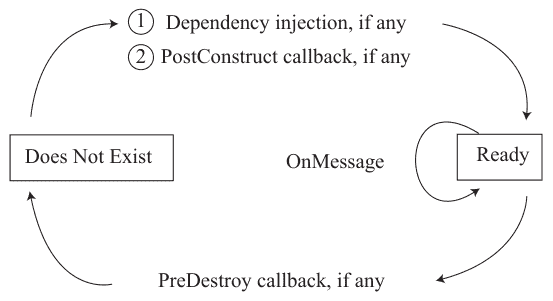 1 Dependency injection, if any
2 PostConstruct callback, if any
Does Not Exist
OnMessage
Ready
PreDestroy callback, if any